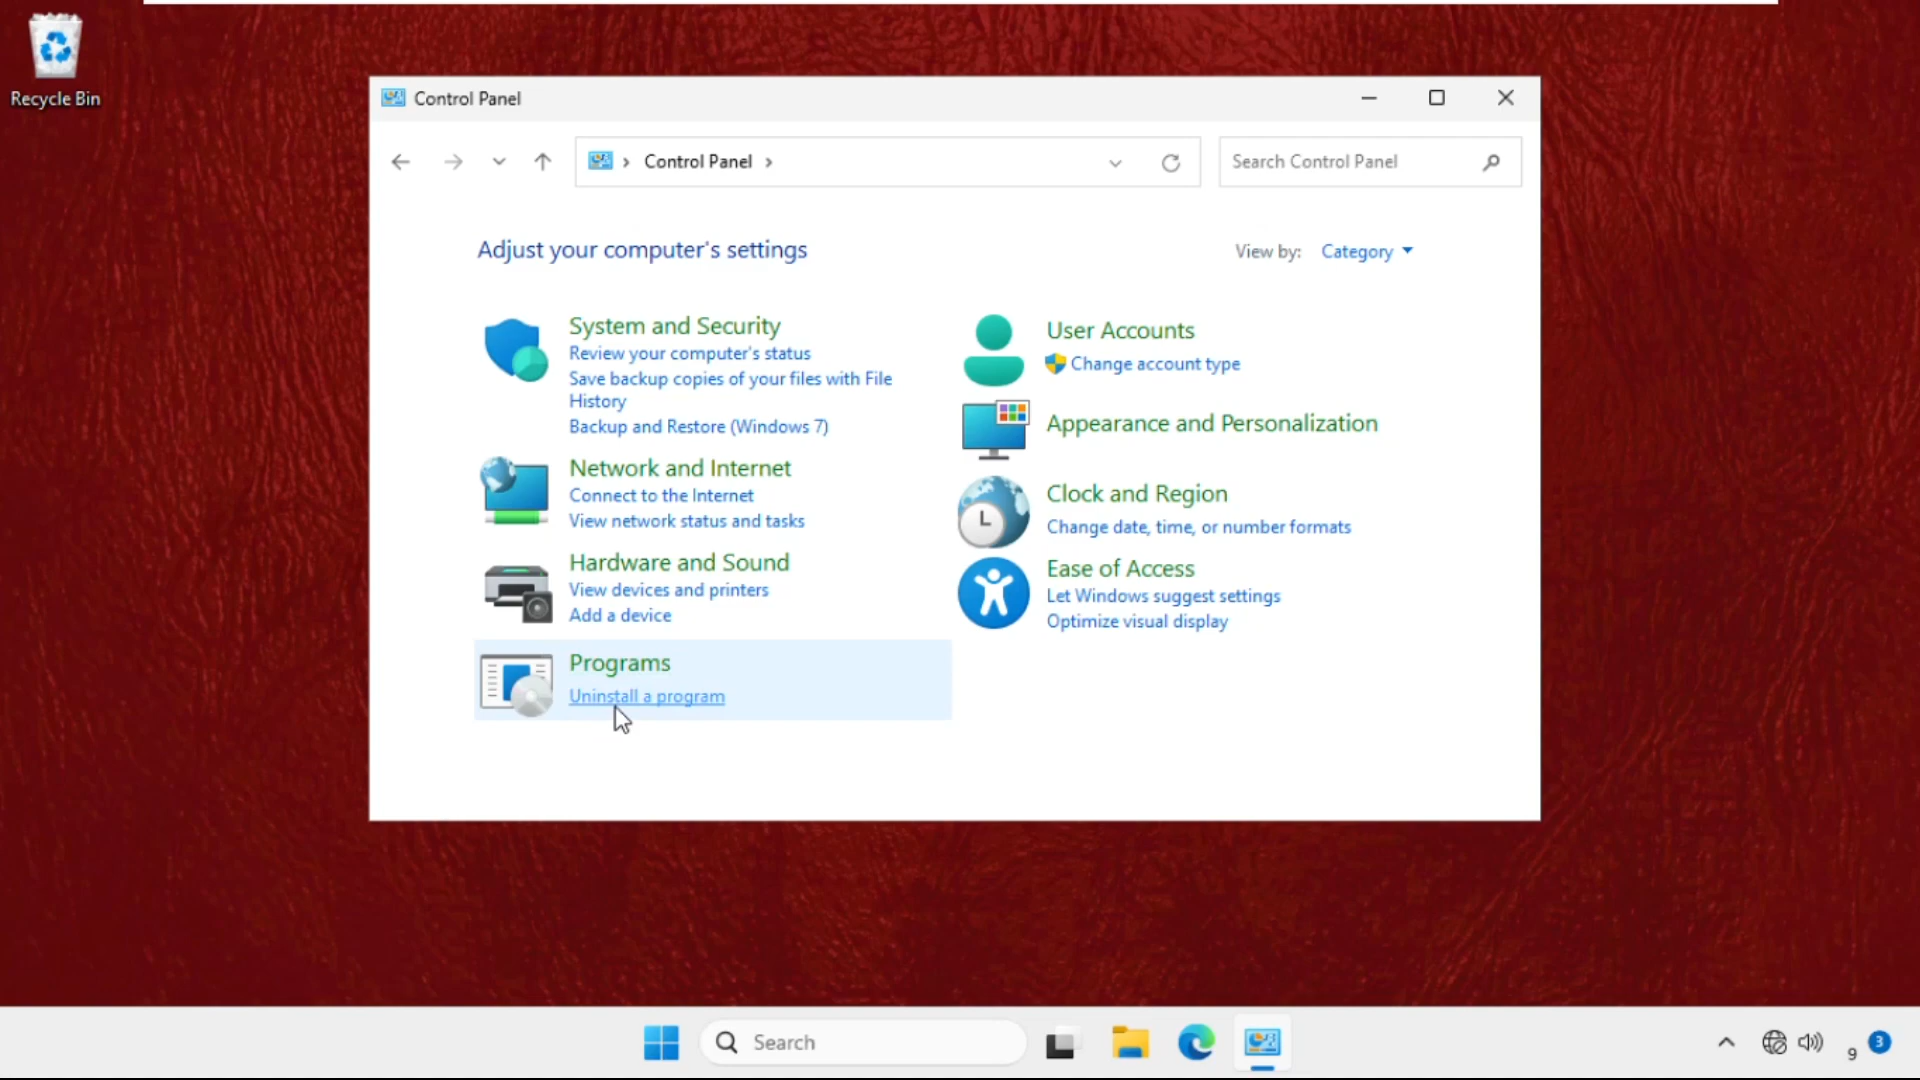 Recycle Bin
Control Panel
Control Panel
Search Control Panel
Adjust your computer's settings
View by: Category
System and Security
Review your computer's status
Save backup copies of your files with File
History
Backup and Restore (Windows 7)
Network and Internet
Connect to the Internet
View network status and tasks
Hardware and Sound
View devices and printers
Add a device
Programs
Uninstall a program
User Accounts
Change account type
Appearance and Personalization
Clock and Region
Change date, time, or number formats
Ease of Access
Let Windows suggest settings
Optimize visual display
Search
9
3